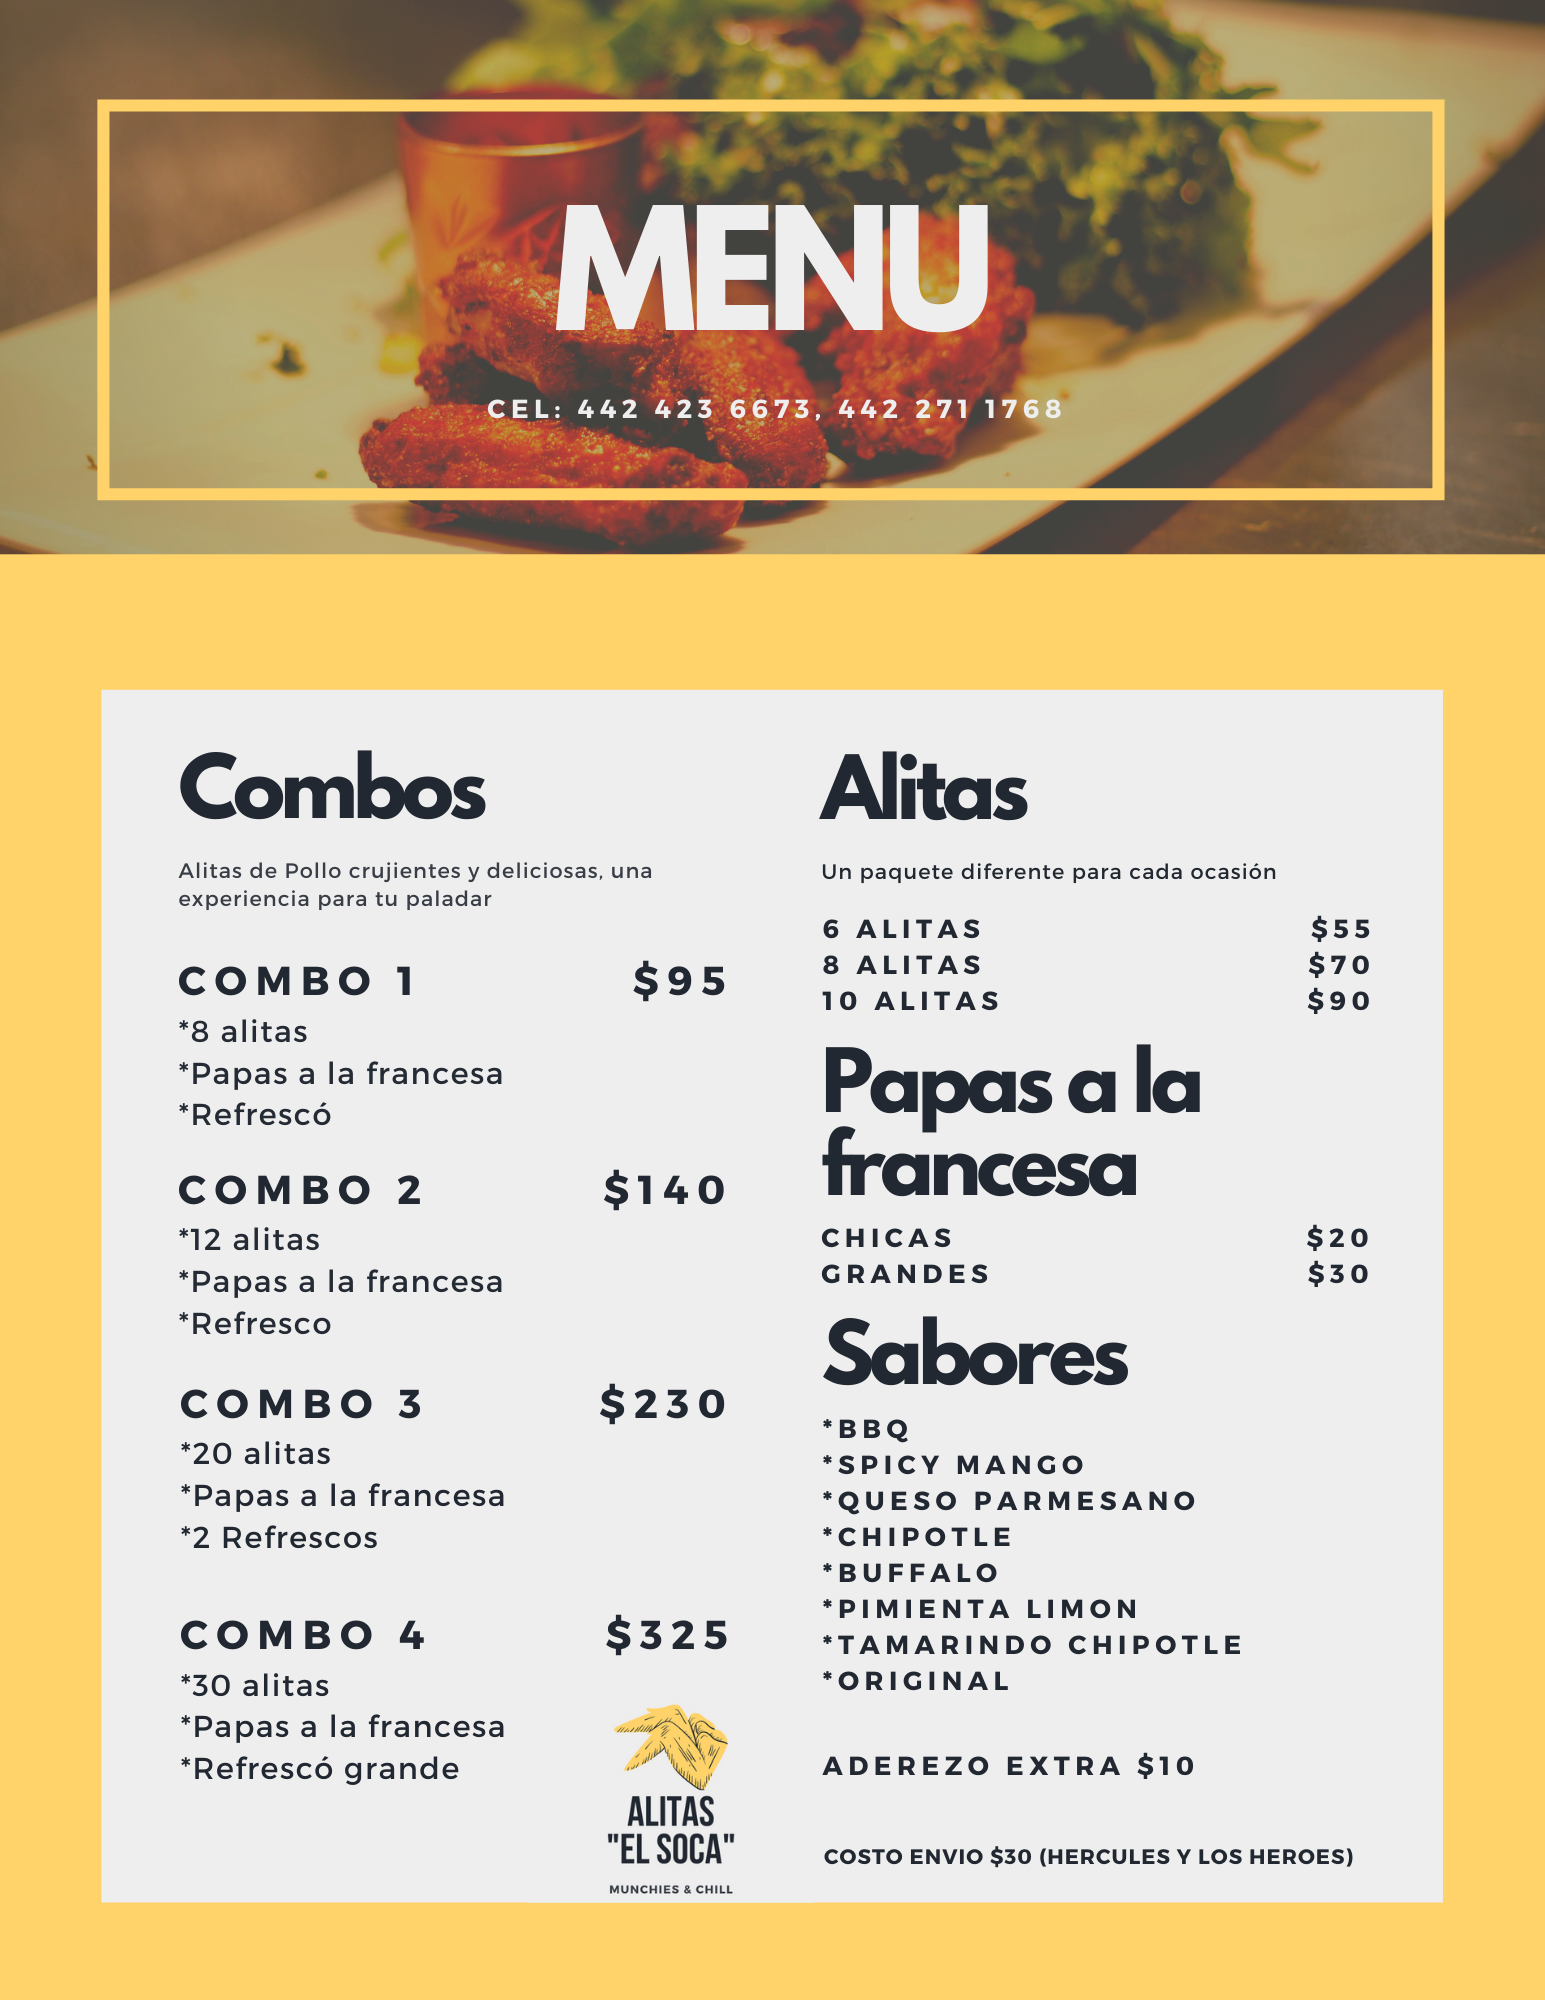 MENU
CEL: 442 423 6673, 442 271 1768
Combos
Alitas de Pollo crujientes y deliciosas, una
experiencia para tu paladar
COMBO 1 $95
*8 alitas
*Papas a la francesa
*Refrescó
COMBO 2 $140
*12 alitas
*Papas a la francesa
*Refresco
COMBO 3 $230
*20 alitas
*Papas a la francesa
*2 Refrescos
COMBO 4 $325
*30 alitas
*Papas a la francesa
*Refrescó grande
ALITAS
"EL SOCA"
MUNCHIES & CHILL
Alitas
Un paquete diferente para cada ocasión
6 ALITAS $55
8 ALITAS $70
10 ALITAS $90
Papas a la
francesa
CHICAS $20
GRANDES $30
Sabores
*BBQ
*SPICY MANGO
*QUESO PARMESANO
*CHIPOTLE
*BUFFALO
*PIMIENTA LIMON
*TAMARINDO CHIPOTLE
*ORIGINAL
ADEREZO EXTRA $10
COSTO ENVIO $30 (HERCULES Y LOS HEROES)